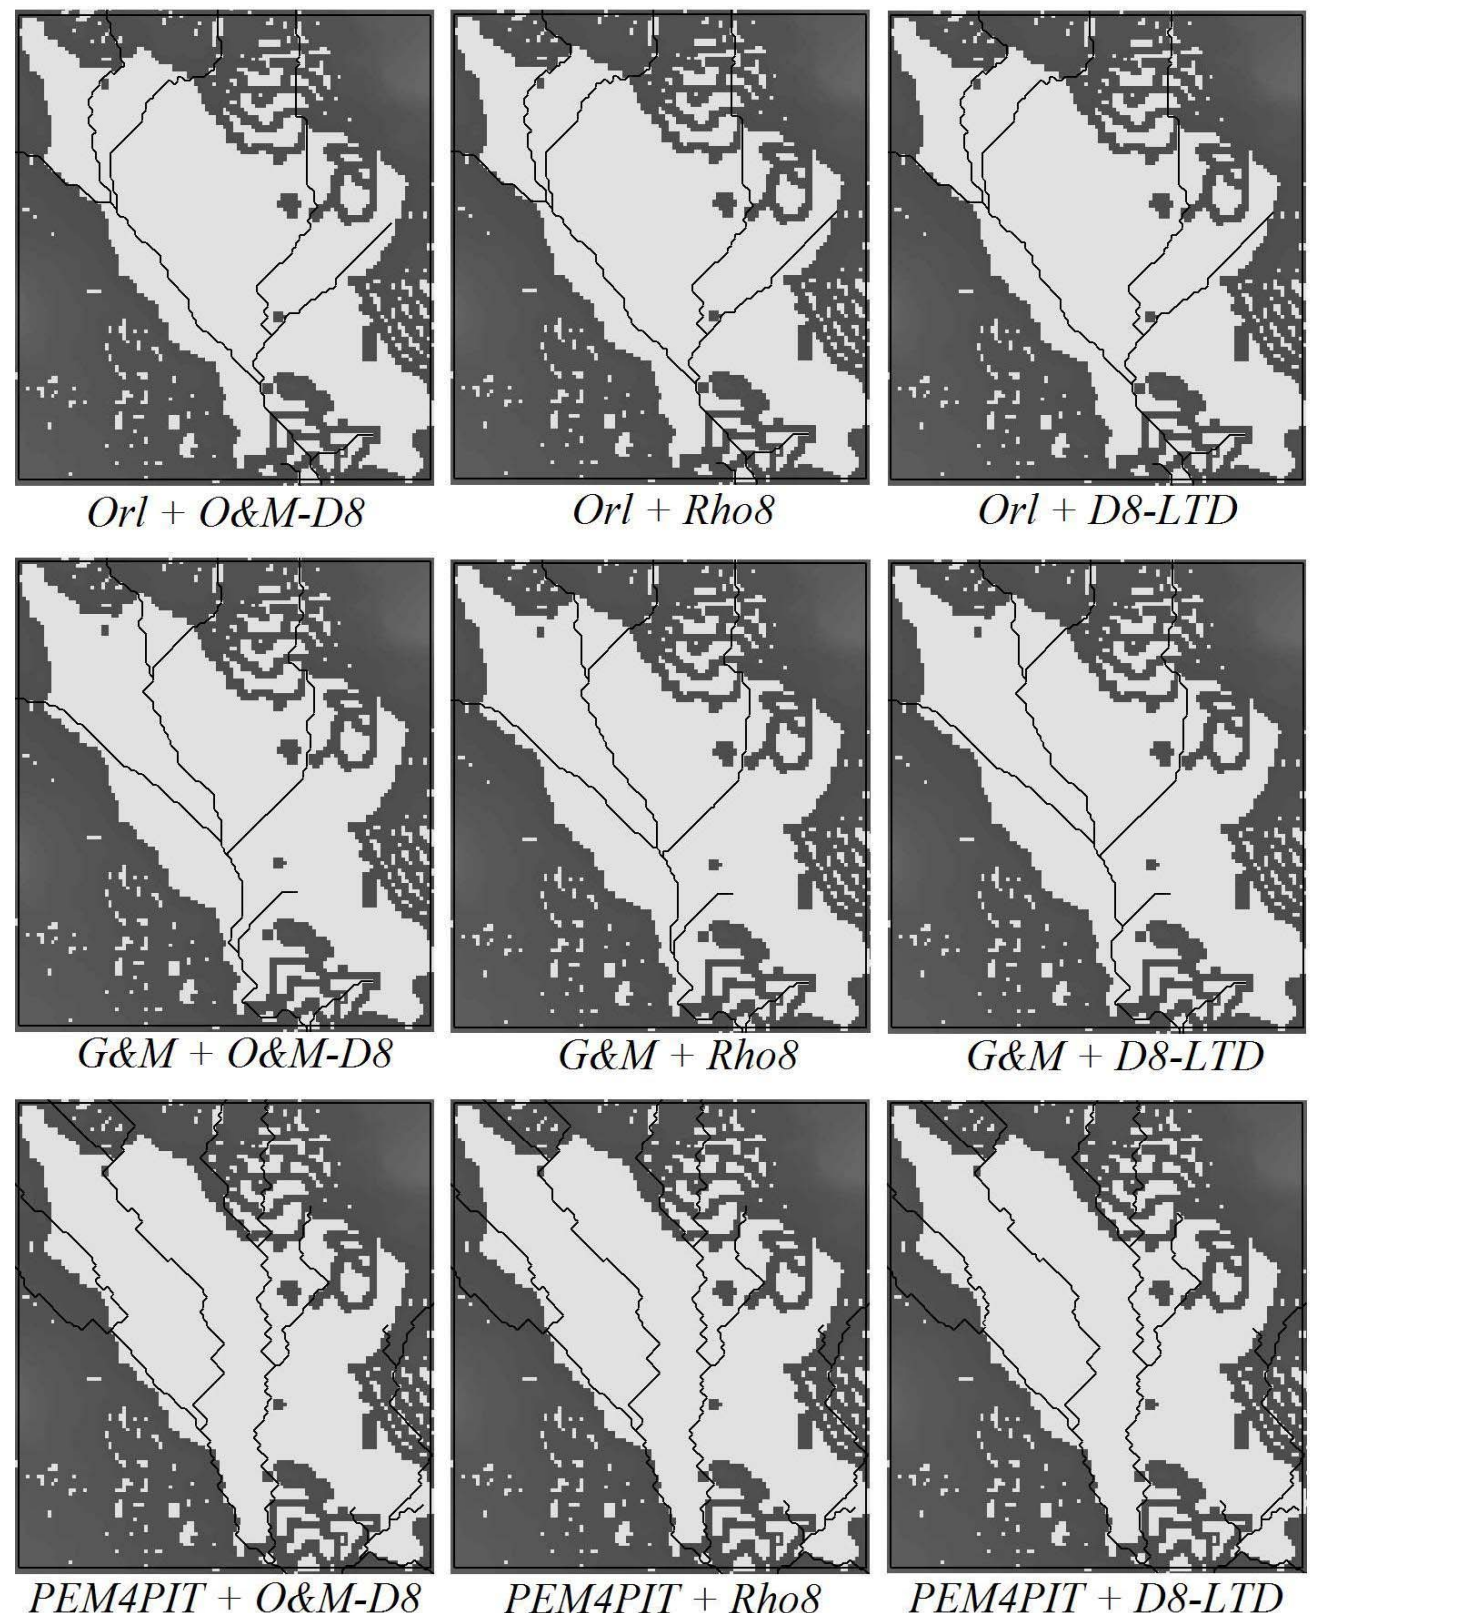 Orl + O&M-D8
Orl + Rho8
Orl + D8-LTD
G&M + O&M-D8
G&M + Rho8
G&M + D8-LTD
PEM4PIT + O&M-D8
PEM4PIT + Rho8
PEM4PIT + D8-LTD